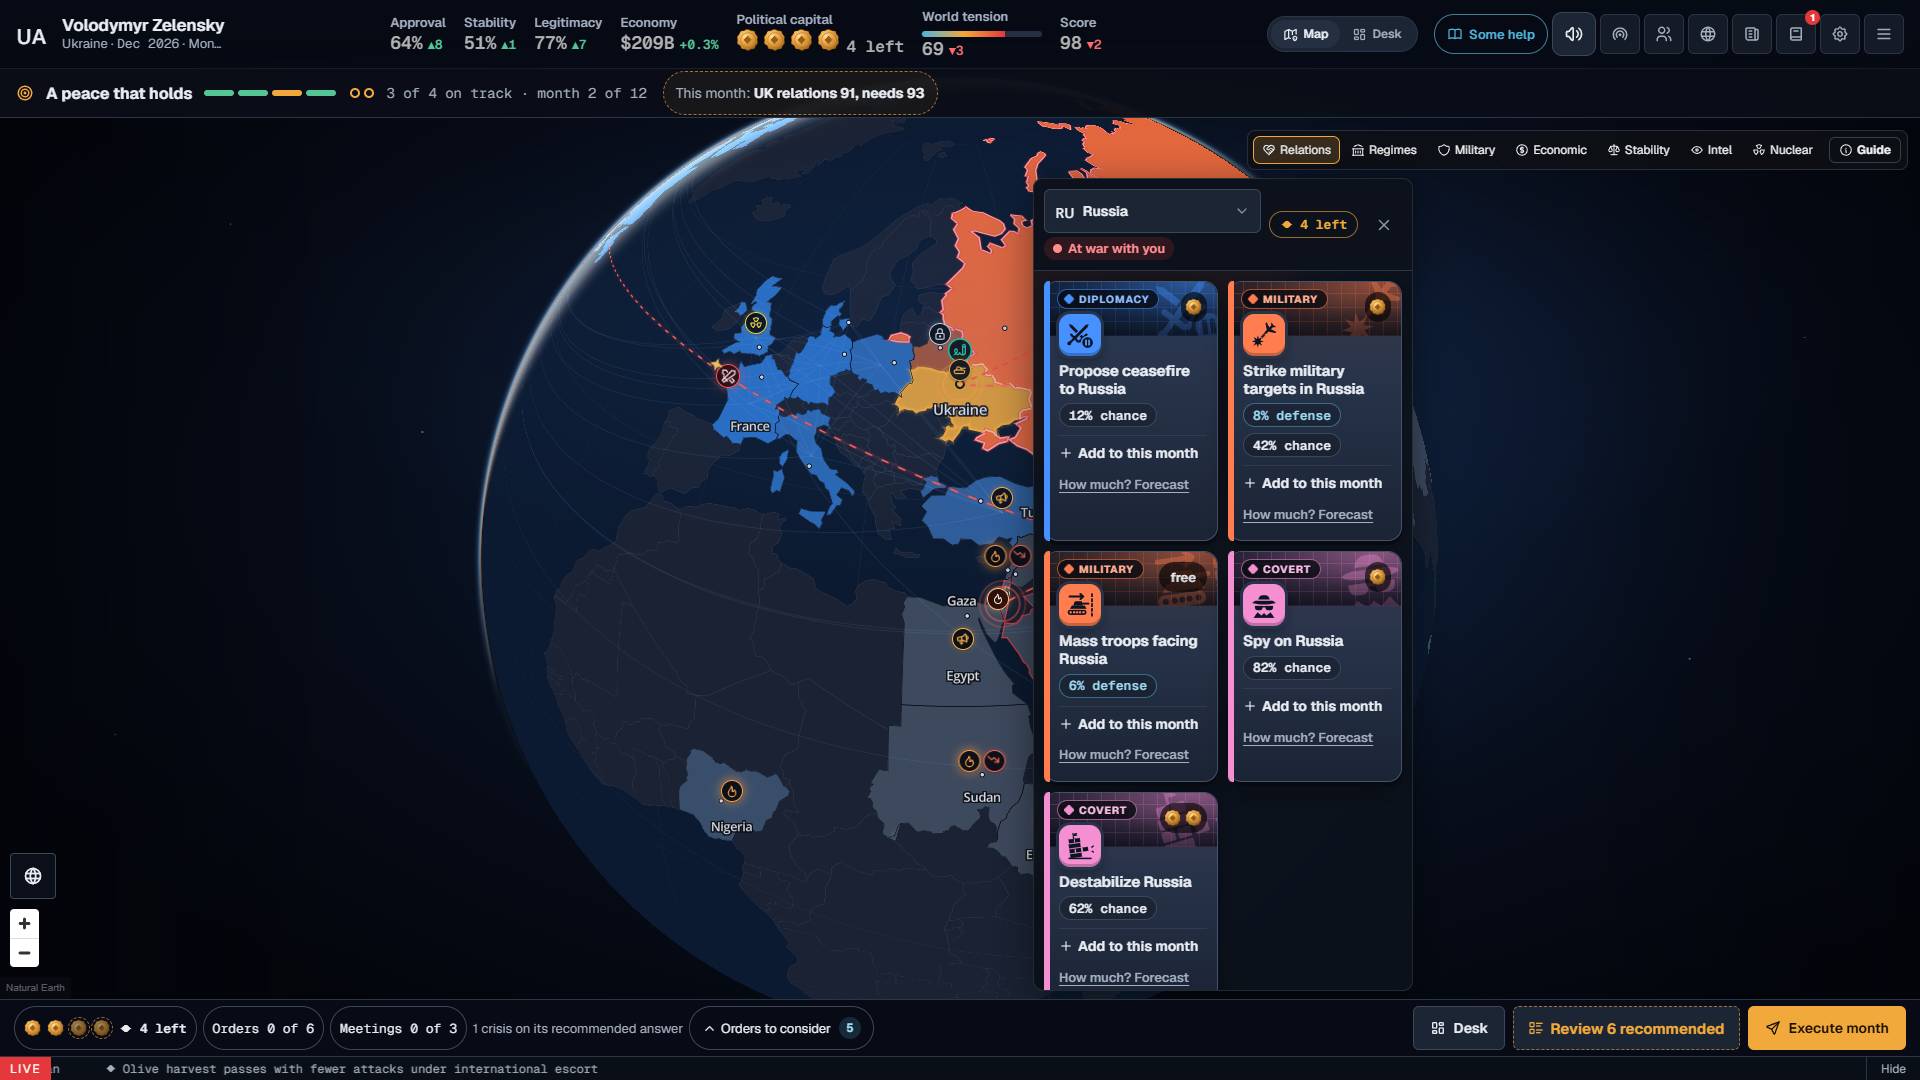 UA
Volodymyr Zelensky
Ukraine · Dec 2026 · Mon...
Approval
64% ▲8
Stability
51% ▲1
Legitimacy
77% ▲7
Economy
$209B +0.3%
Political capital
4 left
World tension
69 ▼3
Score
98 ▼2
Map
Desk
Some help
1
A peace that holds
3 of 4 on track · month 2 of 12
This month: UK relations 91, needs 93
Relations
Regimes
Military
Economic
Stability
Intel
Nuclear
Guide
RU Russia
4 left
At war with you
DIPLOMACY
Propose ceasefire
to Russia
12% chance
+ Add to this month
How much? Forecast
MILITARY
Strike military
targets in Russia
8% defense
42% chance
+ Add to this month
How much? Forecast
MILITARY
free
Mass troops facing
Russia
6% defense
+ Add to this month
How much? Forecast
COVERT
Spy on Russia
82% chance
+ Add to this month
How much? Forecast
COVERT
Destabilize Russia
62% chance
+ Add to this month
How much? Forecast
Ukraine
France
Tu
Gaza
Egypt
Sudan
Nigeria
E
+
−
Natural Earth
4 left
Orders 0 of 6
Meetings 0 of 3
1 crisis on its recommended answer
Orders to consider 5
Desk
Review 6 recommended
Execute month
LIVE
n
◆ Olive harvest passes with fewer attacks under international escort
Hide